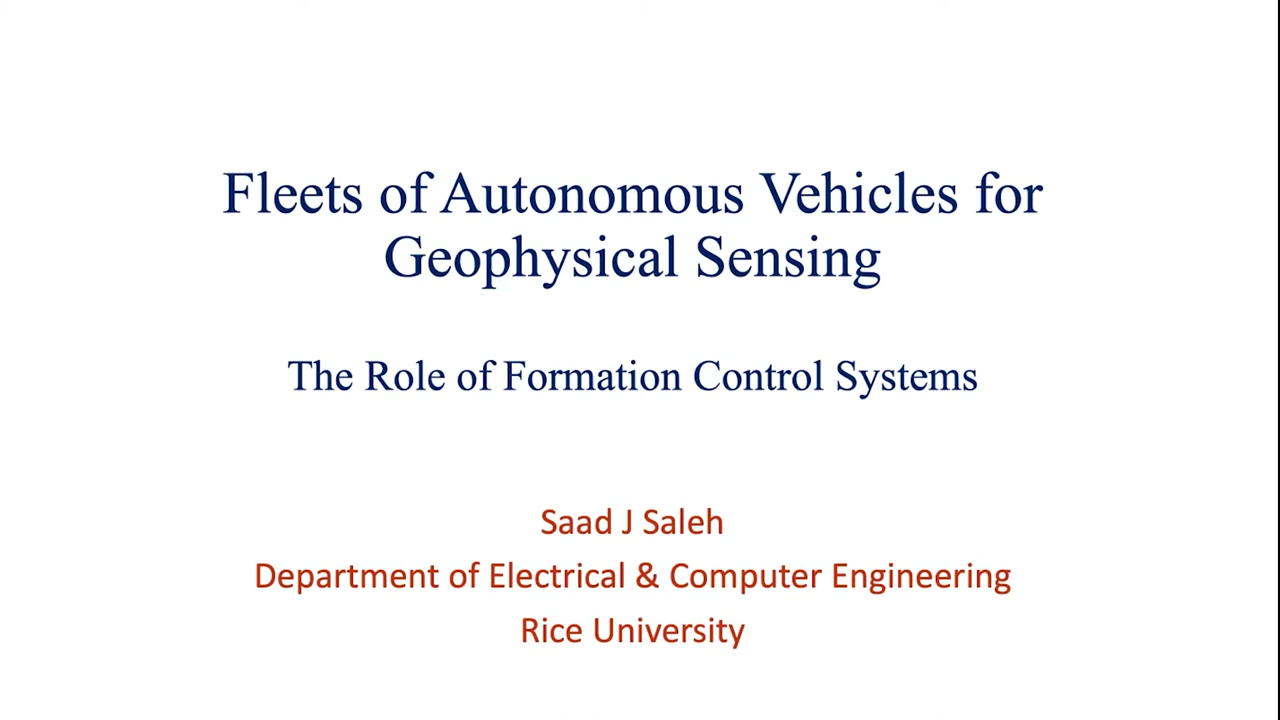 Fleets of Autonomous Vehicles for
Geophysical Sensing
The Role of Formation Control Systems
Saad J Saleh
Department of Electrical & Computer Engineering
Rice University